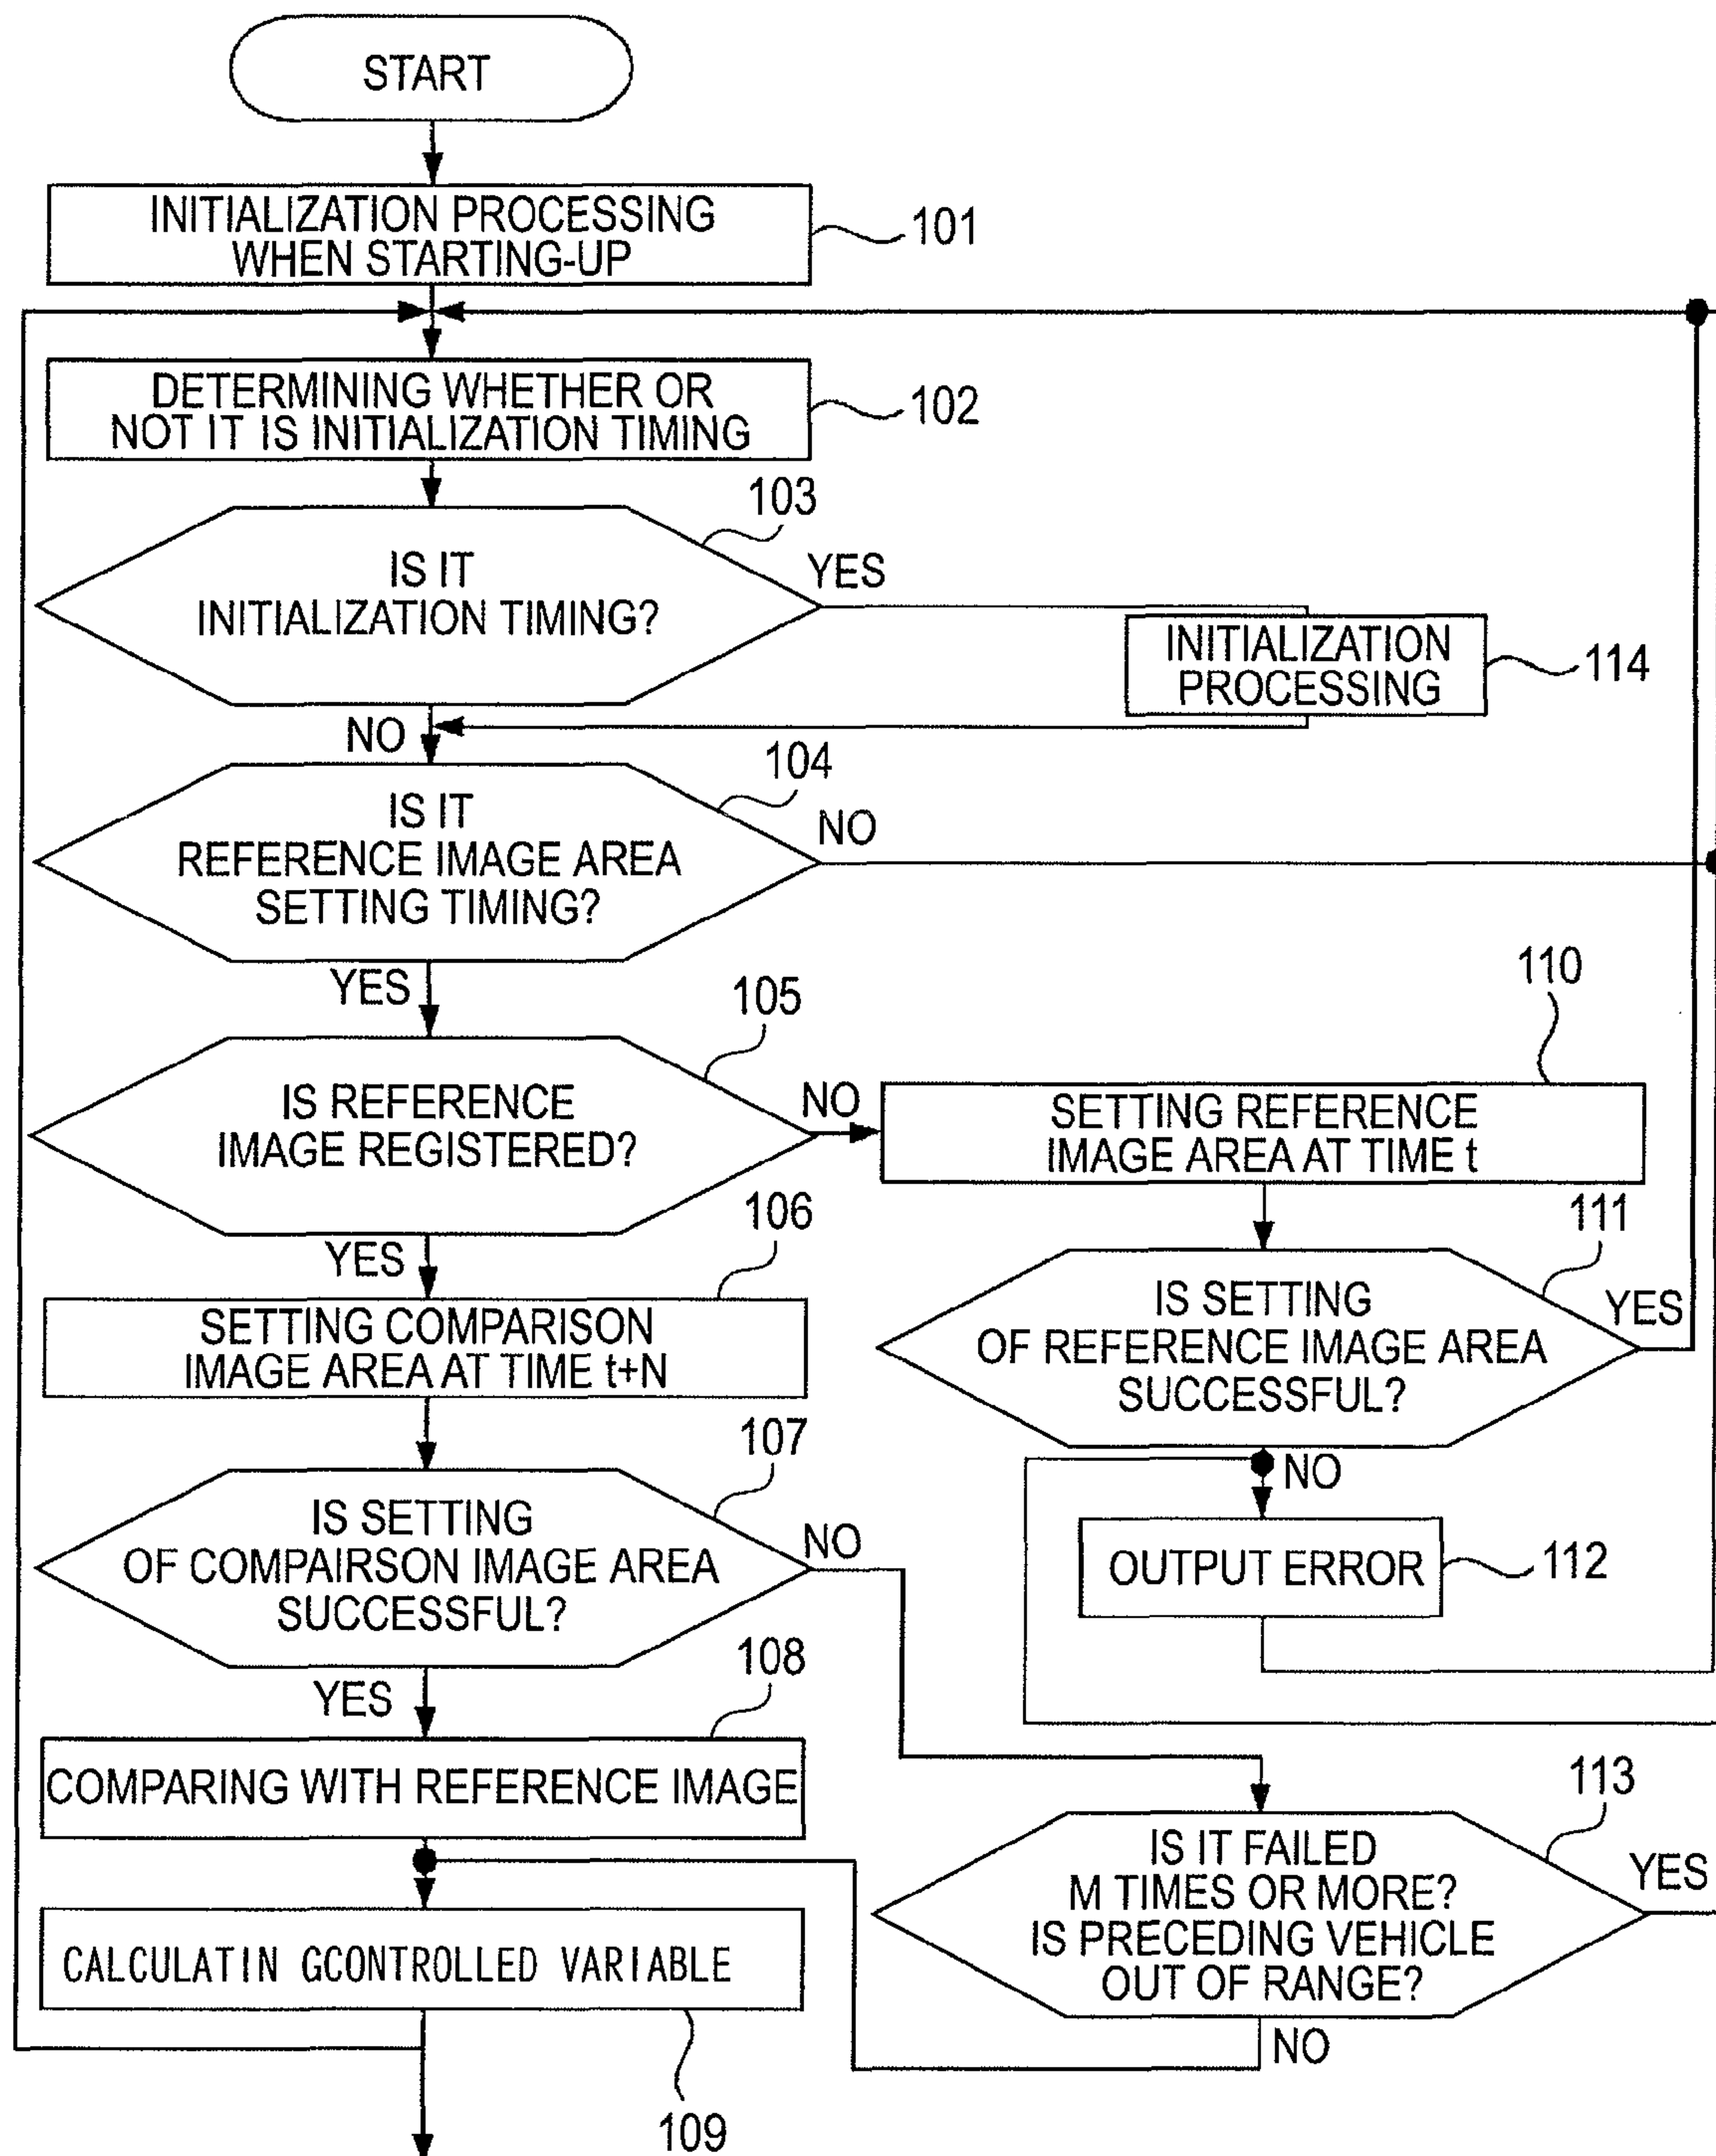 START
INITIALIZATION PROCESSING
WHEN STARTING-UP
101
DETERMINING WHETHER OR
NOT IT IS INITIALIZATION TIMING
102
103
IS IT
INITIALIZATION TIMING?
YES
INITIALIZATION
PROCESSING
114
NO
104
IS IT
REFERENCE IMAGE AREA
SETTING TIMING?
NO
YES
105
IS REFERENCE
IMAGE REGISTERED?
NO
110
SETTING REFERENCE
IMAGE AREA AT TIME t
YES
106
SETTING COMPARISON
IMAGE AREA AT TIME t+N
111
IS SETTING
OF REFERENCE IMAGE AREA
SUCCESSFUL?
YES
NO
OUTPUT ERROR
112
107
IS SETTING
OF COMPAIRSON IMAGE AREA
SUCCESSFUL?
NO
YES
108
COMPARING WITH REFERENCE IMAGE
113
IS IT FAILED
M TIMES OR MORE?
IS PRECEDING VEHICLE
OUT OF RANGE?
YES
NO
CALCULATIN GCONTROLLED VARIABLE
109